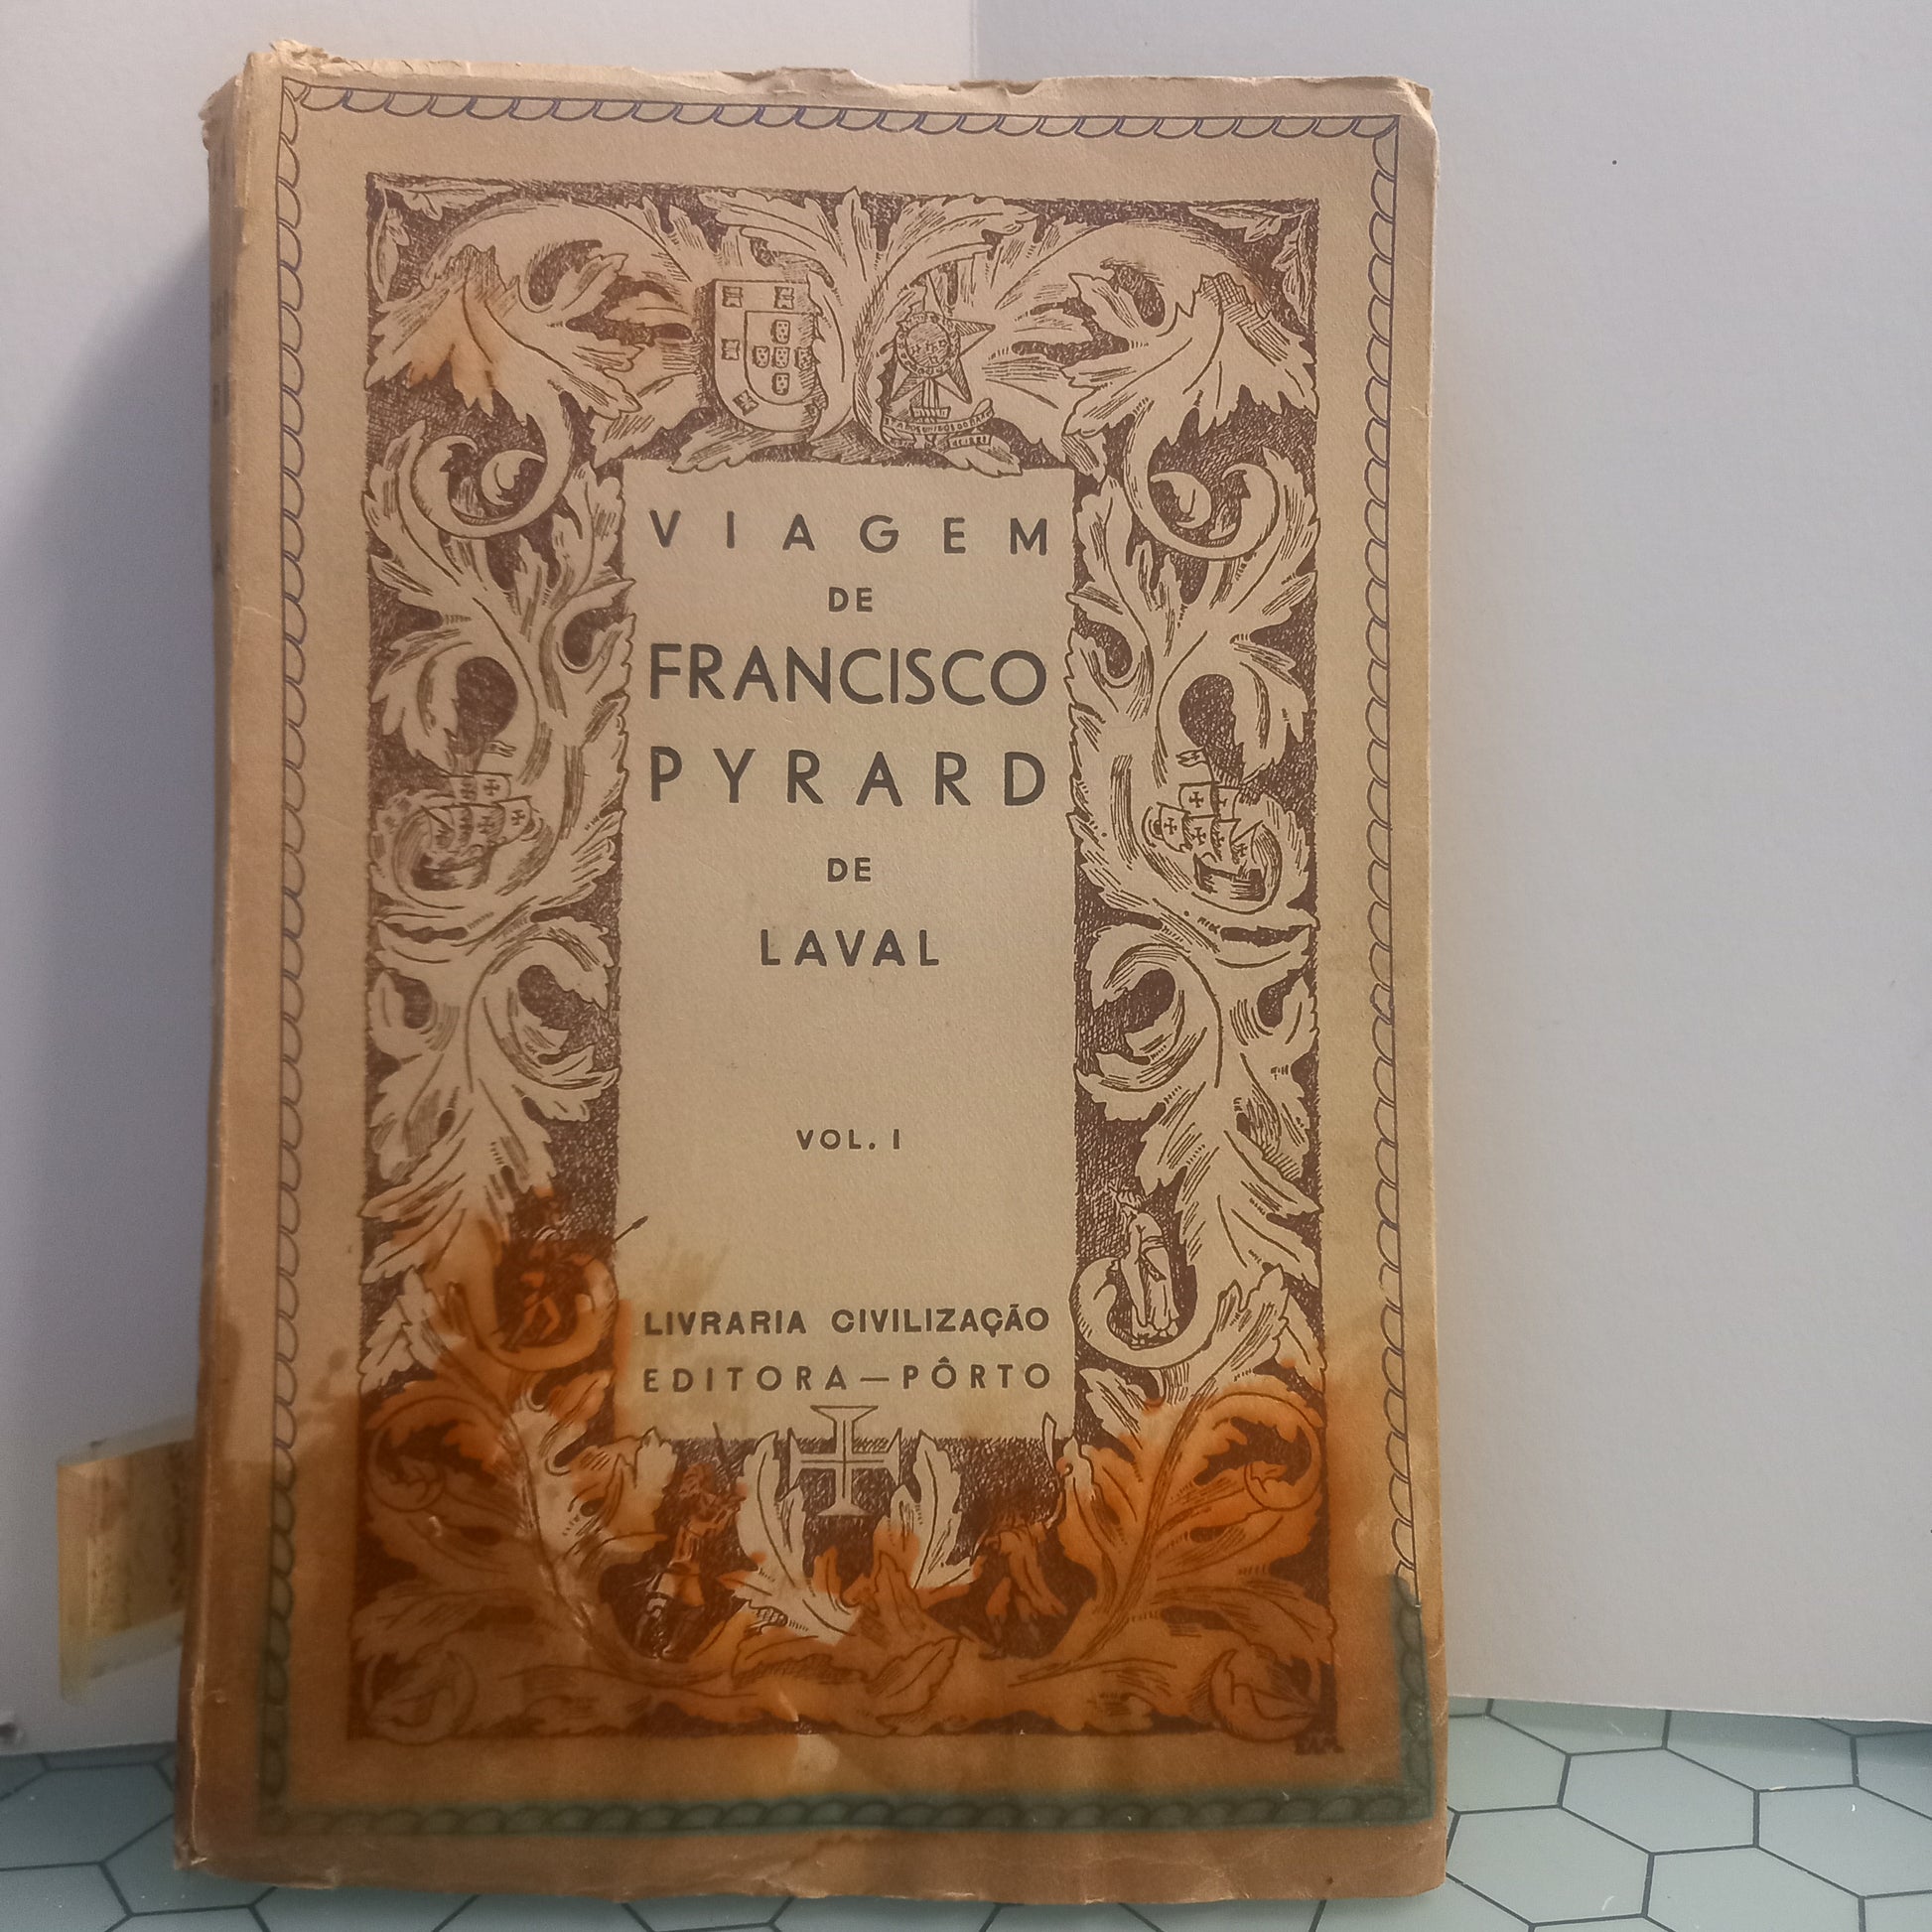 VIAGEM
DE
FRANCISCO
PYRARD
DE
LAVAL
VOL. I
LIVRARIA CIVILIZAÇÃO
EDITORA — PÔRTO